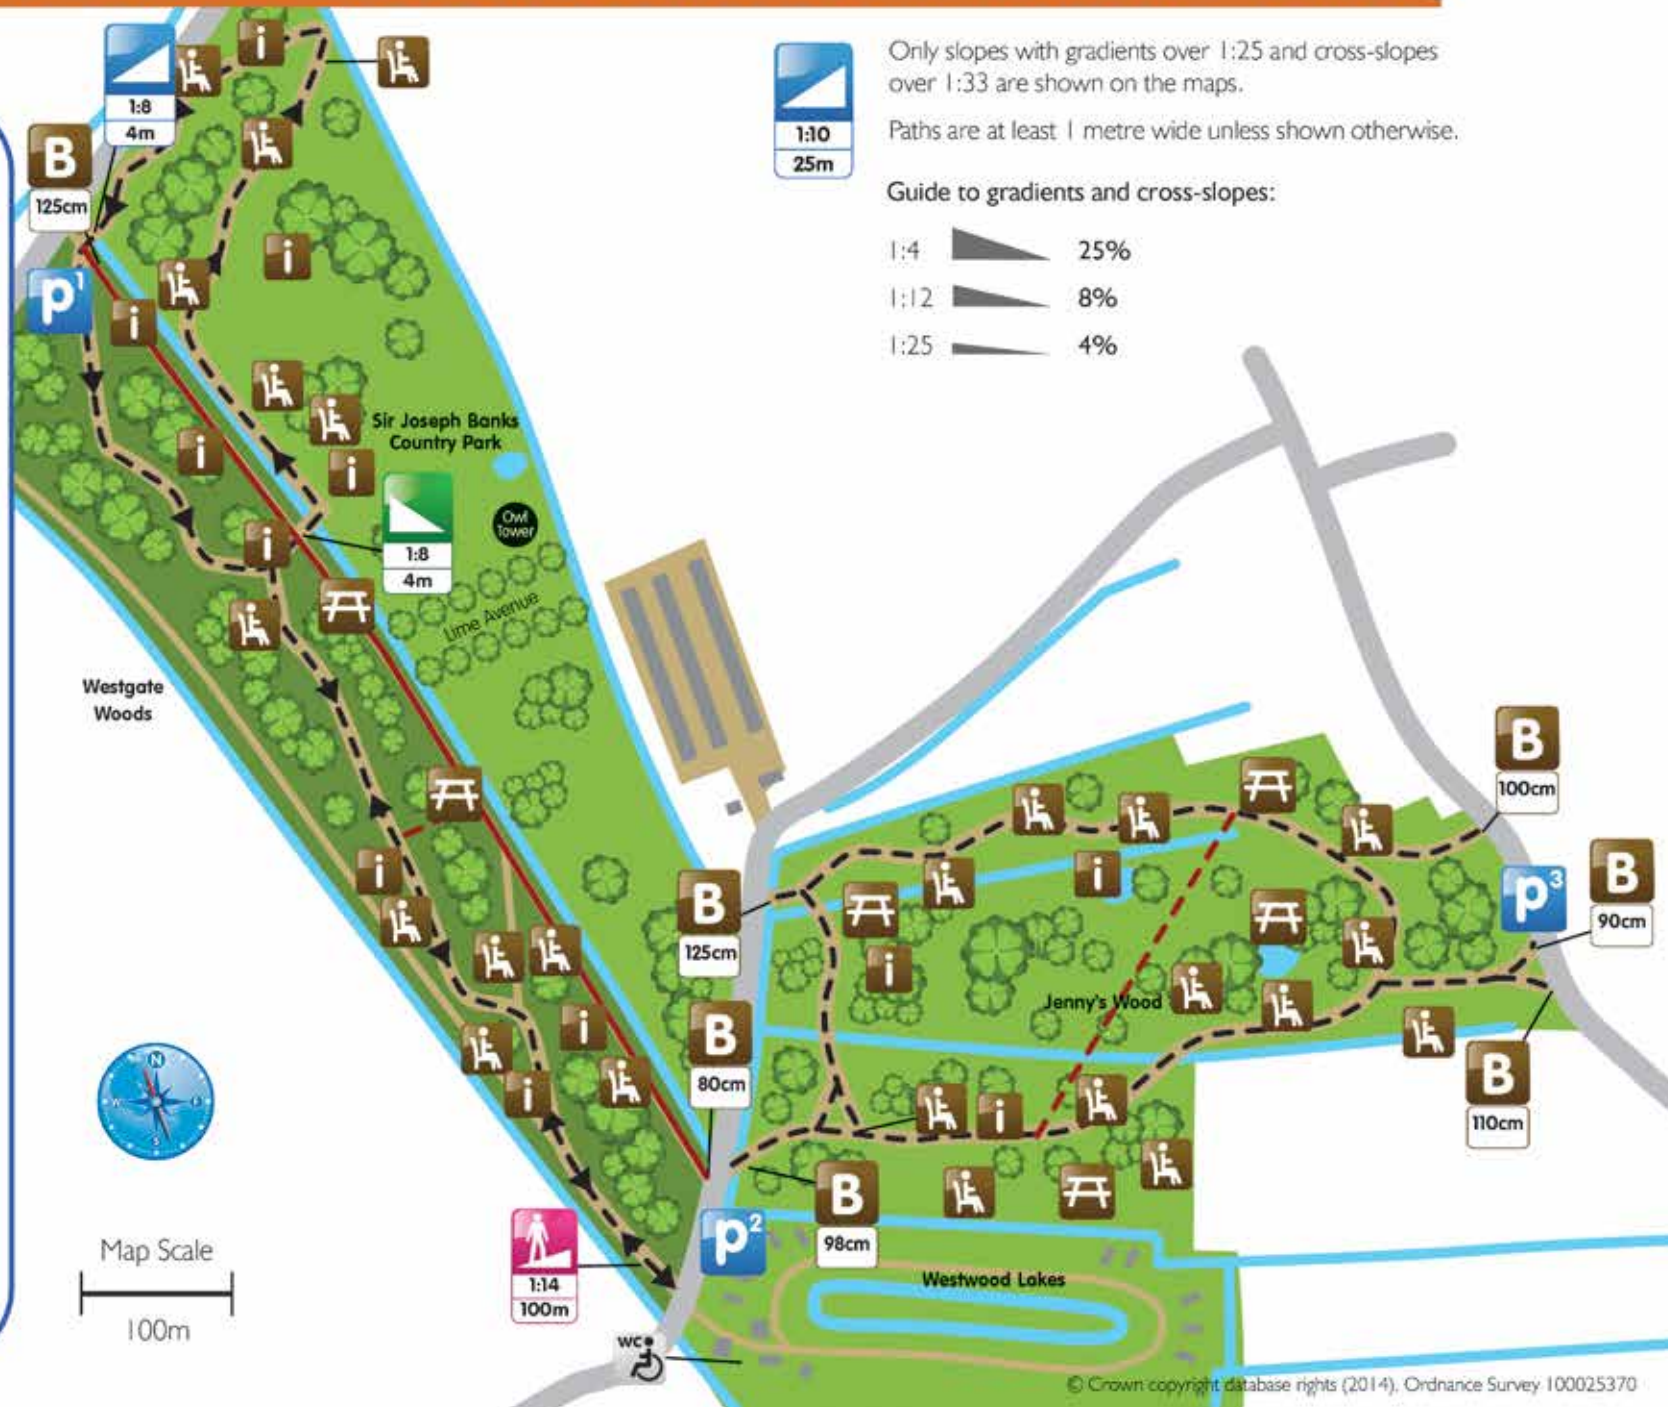 Only slopes with gradients over 1:25 and cross-slopes
over 1:33 are shown on the maps.
1:10
25m
Paths are at least 1 metre wide unless shown otherwise.
Guide to gradients and cross-slopes:
1:4 25%
1:12 8%
1:25 4%
i
1:8
4m
B
125cm
i
p1
i
Sir Joseph Banks
Country Park
i
i
Owl
Tower
i
1:8
4m
Lime Avenue
Westgate
Woods
B
100cm
i
i
B
125cm
p3
B
90cm
i
Jenny's Wood
i
B
80cm
i
i
B
110cm
N
W
E
S
B
98cm
p2
1:14
100m
Map Scale
100m
Westwood Lakes
WC
© Crown copyright database rights (2014). Ordnance Survey 100025370